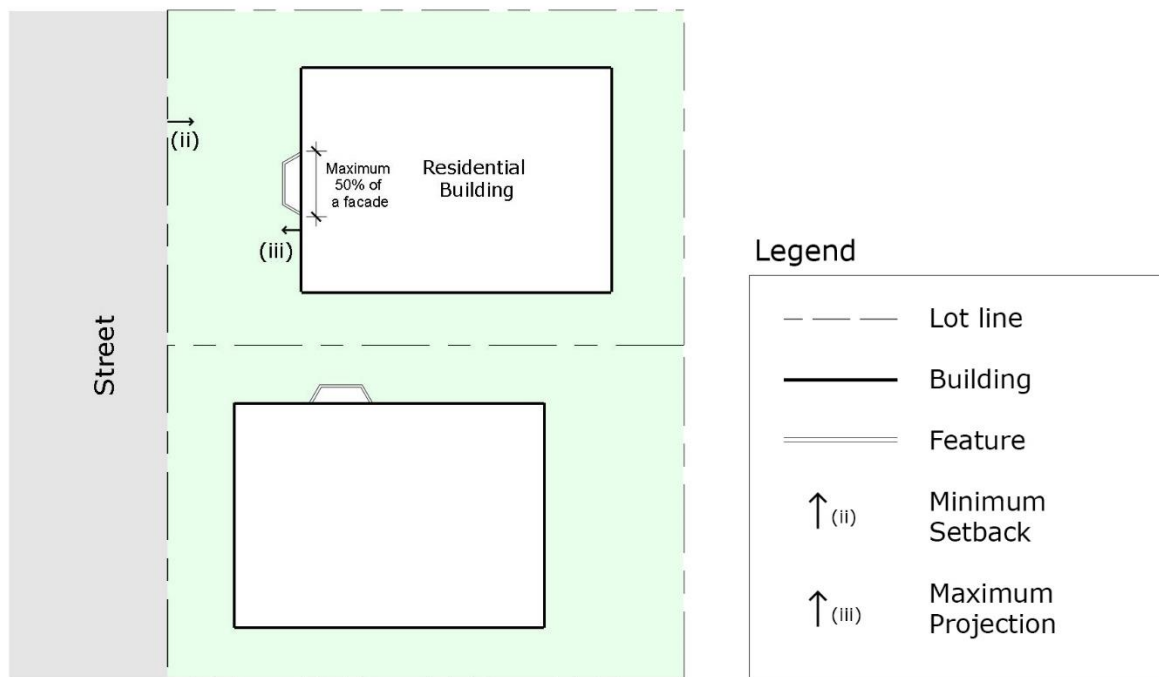 Street
(ii)
Maximum
50% of
a facade
(iii)
Residential
Building
Legend
Lot line
Building
Feature
(ii)
Minimum
Setback
(iii)
Maximum
Projection